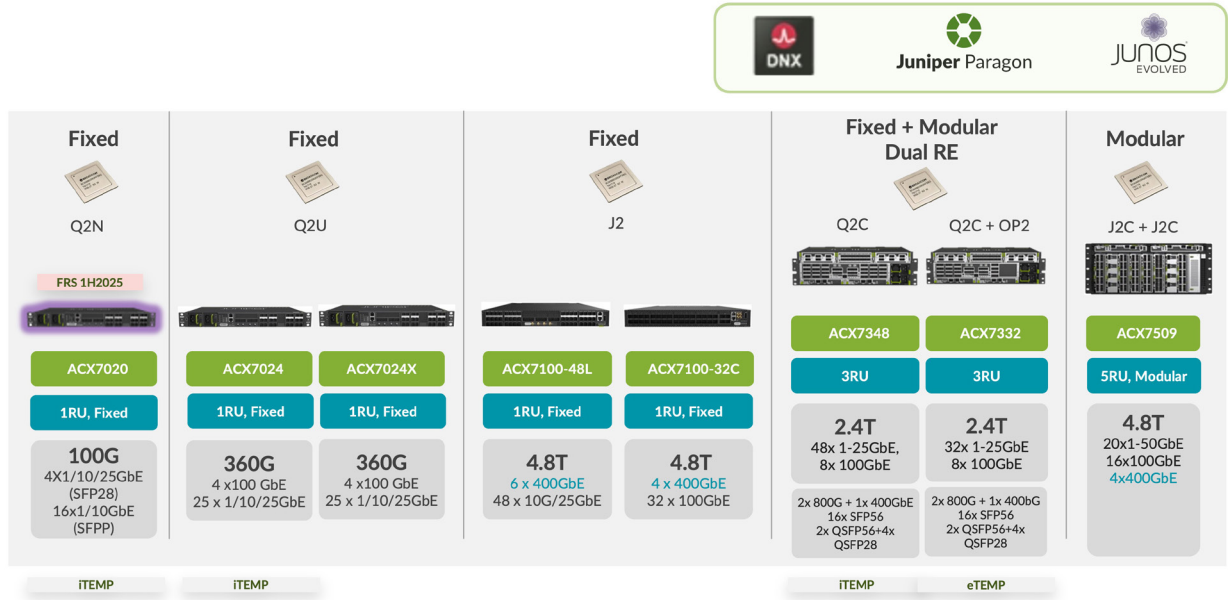 DNX
Juniper Paragon
JUNOS
EVOLVED
Fixed
Q2N
FRS 1H2025
ACX7020
1RU, Fixed
100G
4X1/10/25GbE
(SFP28)
16x1/10GbE
(SFPP)
iTEMP
Fixed
Q2U
ACX7024
1RU, Fixed
360G
4 x100 GbE
25 x 1/10/25GbE
iTEMP
ACX7024X
1RU, Fixed
360G
4 x100 GbE
25 x 1/10/25GbE
Fixed
J2
ACX7100-48L
1RU, Fixed
4.8T
6 x 400GbE
48 x 10G/25GbE
ACX7100-32C
1RU, Fixed
4.8T
4 x 400GbE
32 x 100GbE
Fixed + Modular
Dual RE
Q2C
ACX7348
3RU
2.4T
48x 1-25GbE,
8x 100GbE
2x 800G + 1x 400GbE
16x SFP56
2x QSFP56+4x
QSFP28
iTEMP
Q2C + OP2
ACX7332
3RU
2.4T
32x 1-25GbE
8x 100GbE
2x 800G + 1x 400bG
16x SFP56
2x QSFP56+4x
QSFP28
eTEMP
Modular
J2C + J2C
ACX7509
5RU, Modular
4.8T
20x1-50GbE
16x100GbE
4x400GbE